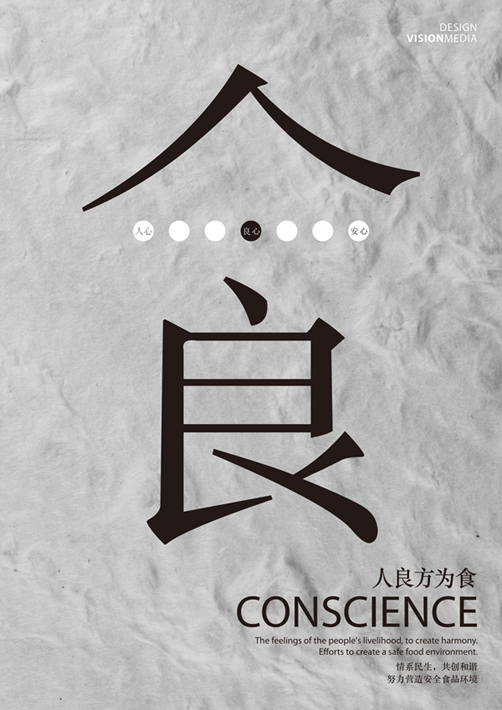 DESIGN
VISIONMEDIA
人
人心 良心 安心
良
人良方为食
CONSCIENCE
The feelings of the people's livelihood, to create harmony.
Efforts to create a safe food environment.
情系民生，共创和谐
努力营造安全食品环境